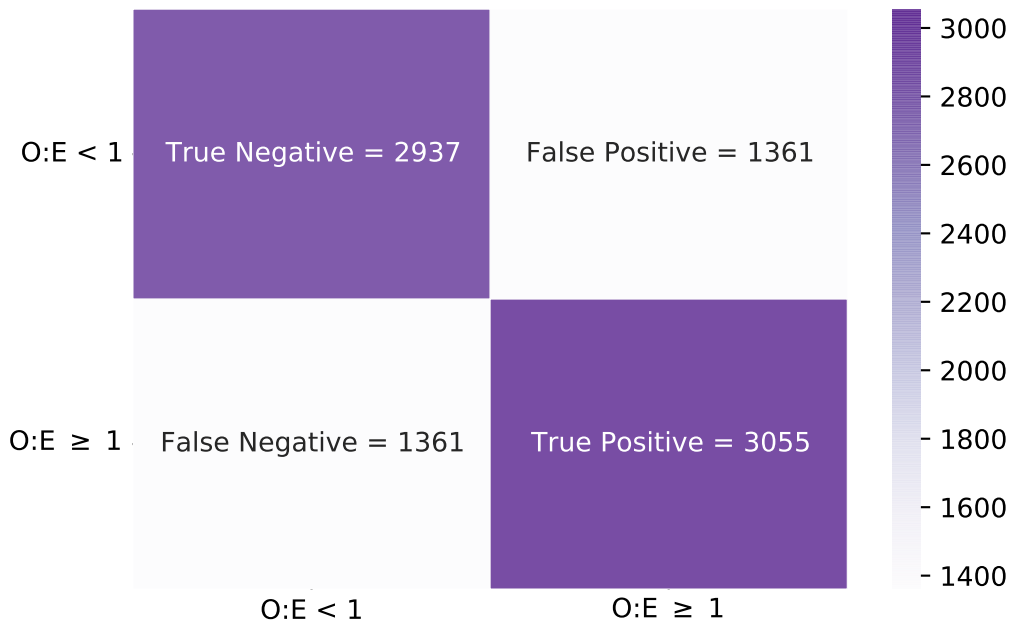 O:E < 1
True Negative = 2937
False Positive = 1361
O:E ≥ 1
False Negative = 1361
True Positive = 3055
O:E < 1
O:E ≥ 1
3000
2800
2600
2400
2200
2000
1800
1600
1400